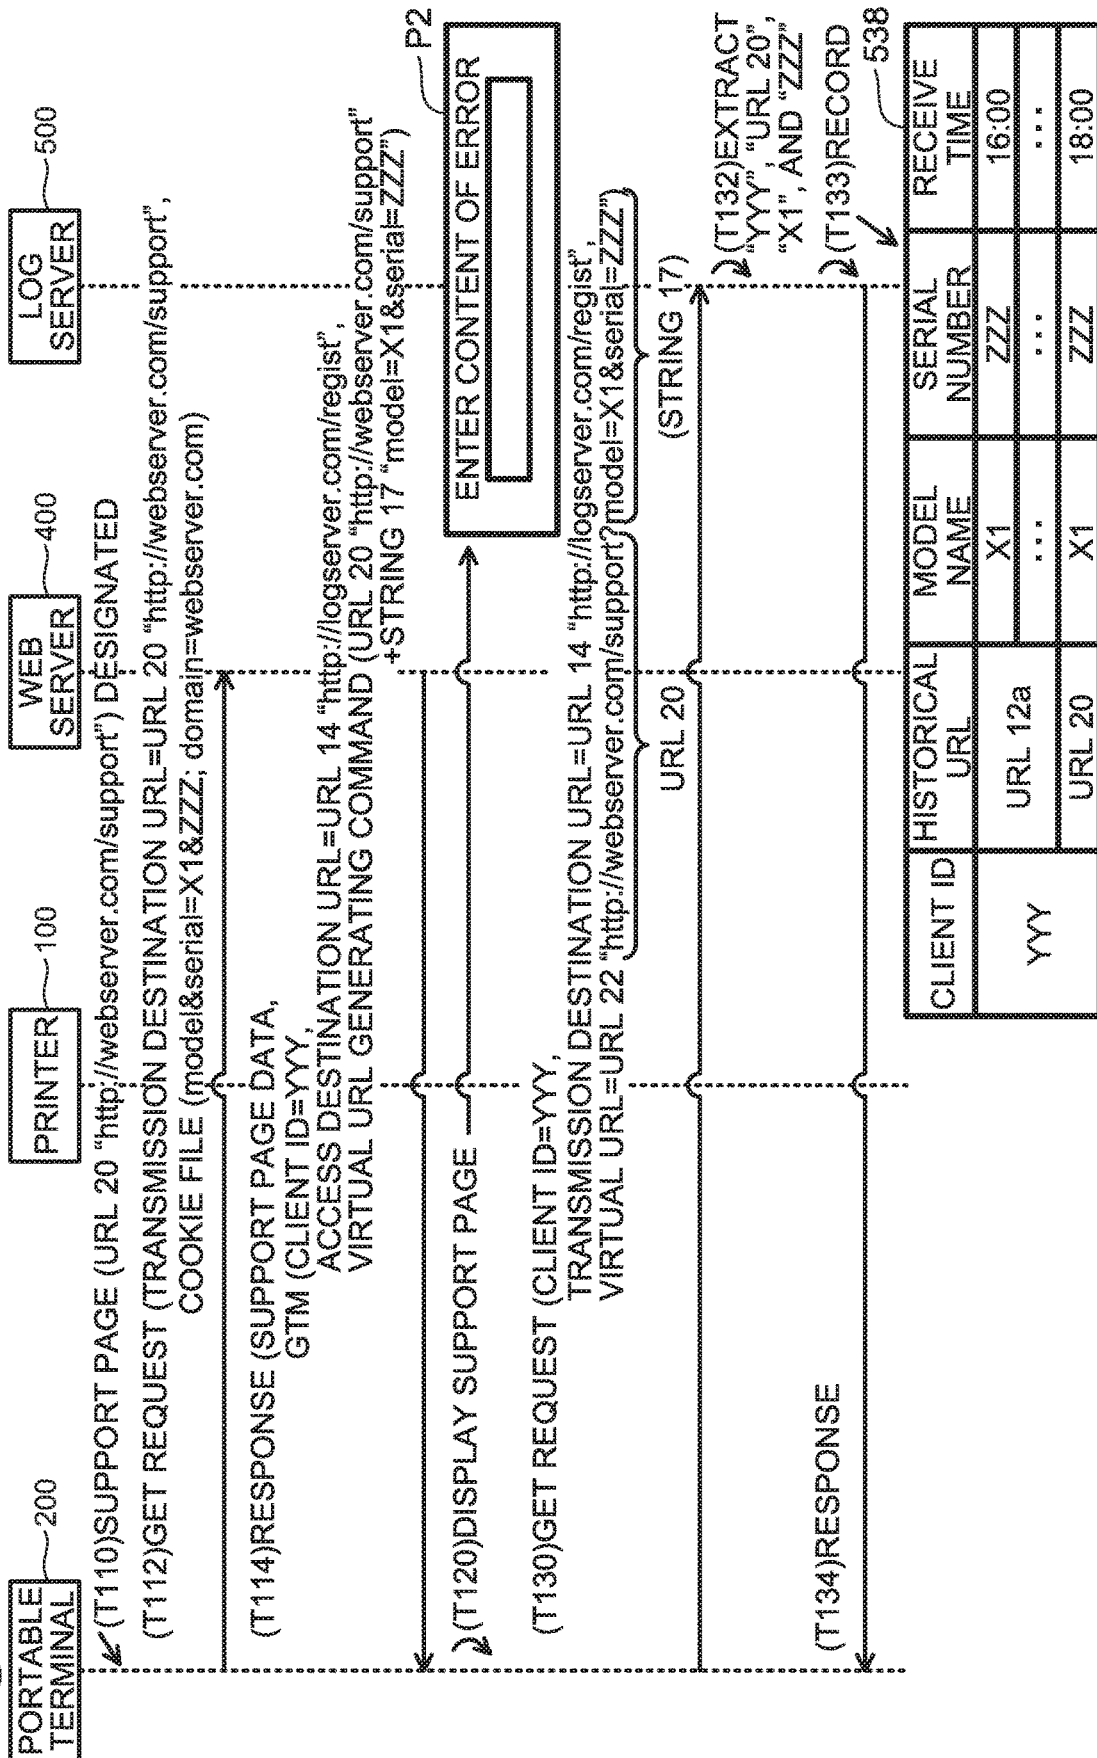 PORTABLE
TERMINAL
200
PRINTER
100
WEB
SERVER
400
LOG
SERVER
500
(T110)SUPPORT PAGE (URL 20 “http://webserver.com/support”) DESIGNATED
(T112)GET REQUEST (TRANSMISSION DESTINATION URL=URL 20 “http://webserver.com/support”,
COOKIE FILE (model&serial=X1&ZZZ; domain=webserver.com)
(T114)RESPONSE (SUPPORT PAGE DATA,
GTM (CLIENT ID=YYY,
ACCESS DESTINATION URL=URL 14 “http://logserver.com/regist”,
VIRTUAL URL GENERATING COMMAND (URL 20 “http://webserver.com/support”
+STRING 17 “model=X1&serial=ZZZ”)
(T120)DISPLAY SUPPORT PAGE
P2
ENTER CONTENT OF ERROR
(T130)GET REQUEST (CLIENT ID=YYY,
TRANSMISSION DESTINATION URL=URL 14 “http://logserver.com/regist”,
VIRTUAL URL=URL 22 “http://webserver.com/support?model=X1&serial=ZZZ”)
URL 20
(STRING 17)
(T132)EXTRACT
“YYY”, “URL 20”,
“X1”, AND “ZZZ”
(T133)RECORD
(T134)RESPONSE
538
CLIENT ID
HISTORICAL
URL
MODEL
NAME
SERIAL
NUMBER
RECEIVE
TIME
YYY
URL 12a
X1
ZZZ
16:00
...
...
...
URL 20
X1
ZZZ
18:00